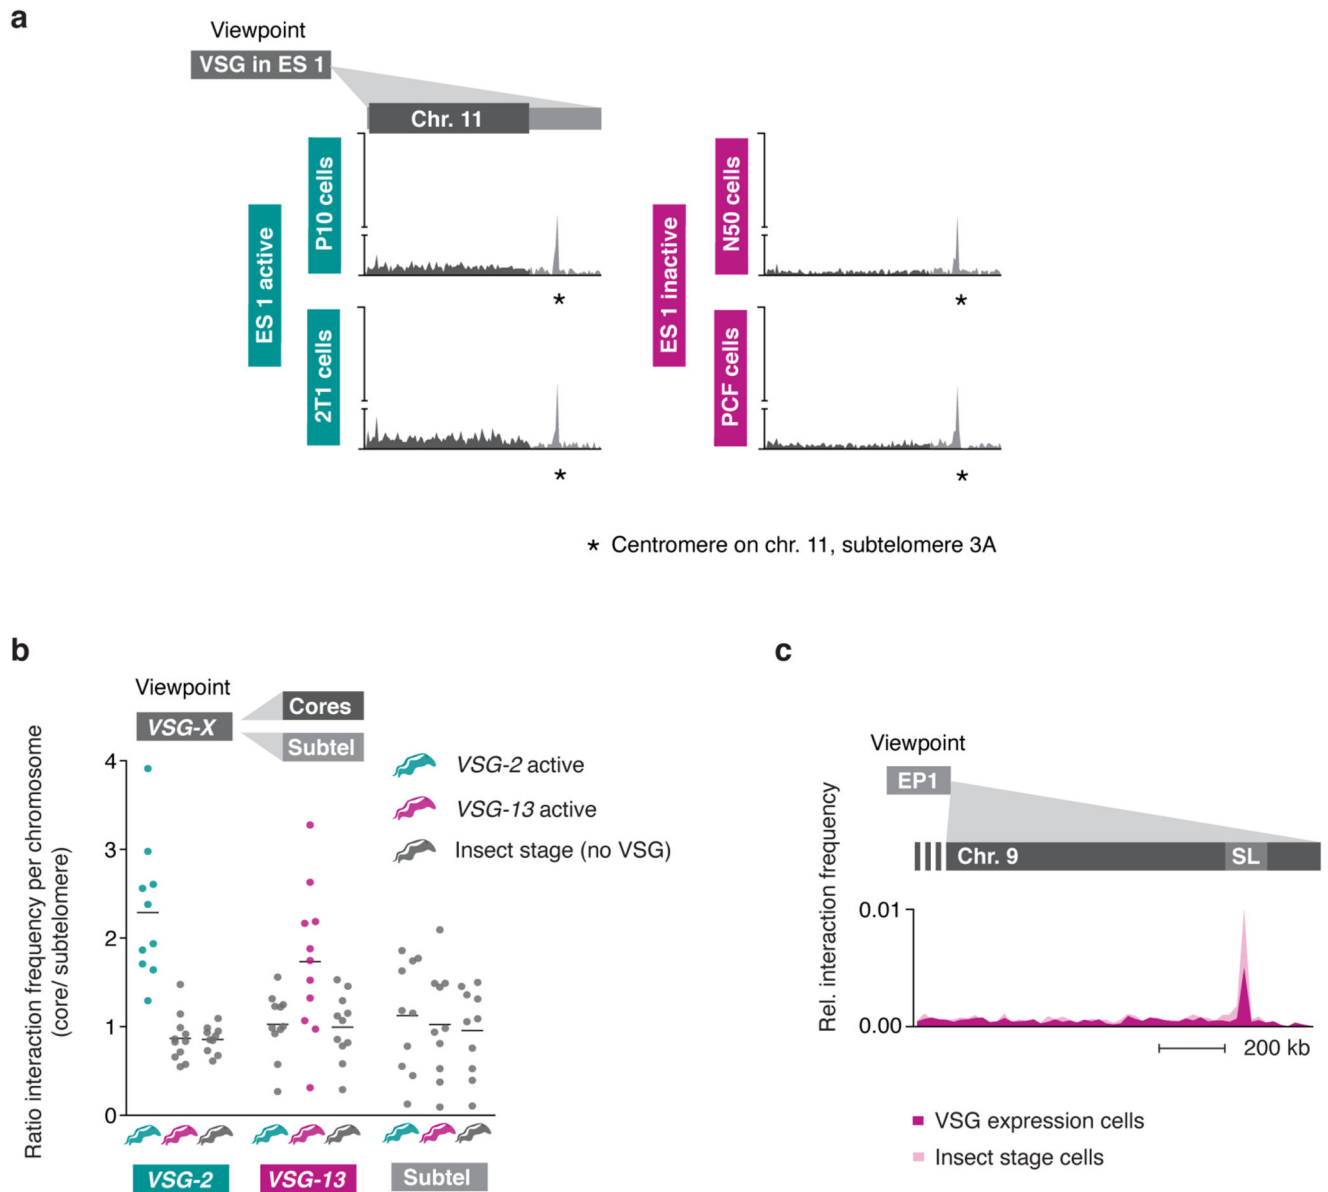 a
Viewpoint
VSG in ES 1
Chr. 11
ES 1 active
P10 cells
2T1 cells
ES 1 inactive
N50 cells
PCF cells
*
*
*
*
* Centromere on chr. 11, subtelomere 3A
b
Viewpoint
VSG-X
Cores
Subtel
VSG-2 active
VSG-13 active
Insect stage (no VSG)
Ratio interaction frequency per chromosome
(core/ subtelomere)
4
3
2
1
0
VSG-2
VSG-13
Subtel
c
Viewpoint
EP1
Chr. 9
SL
Rel. interaction frequency
0.01
0.00
200 kb
VSG expression cells
Insect stage cells